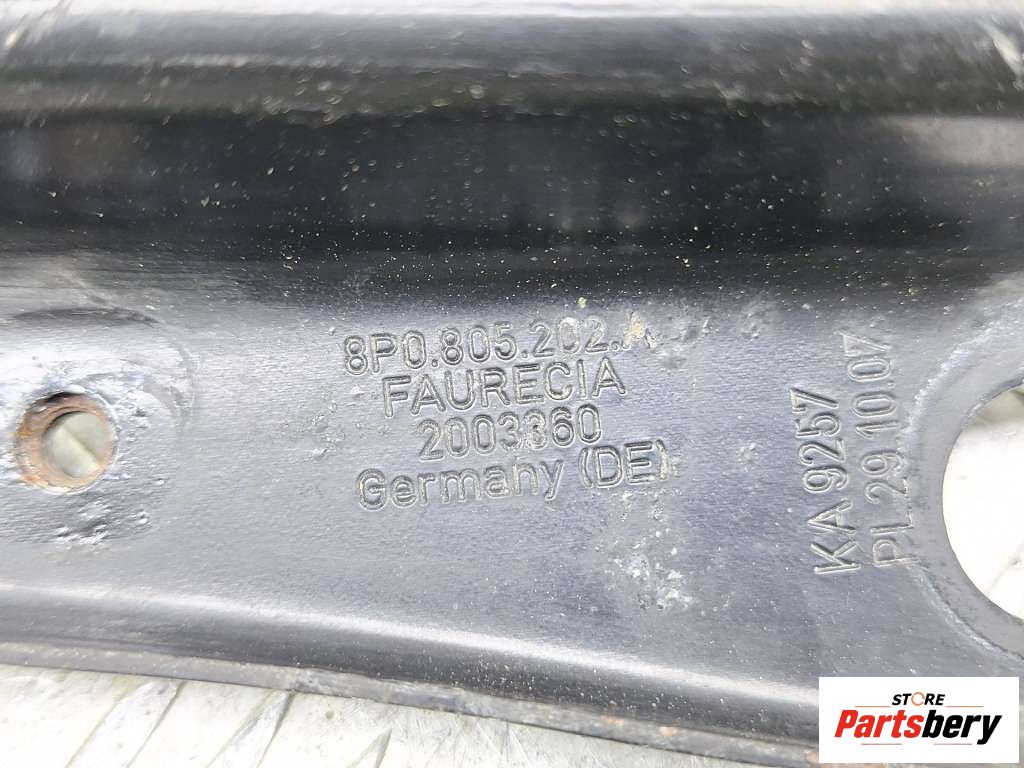 8P0.805.202.A
FAURECIA
2003360
Germany (DE)
KA 9257
PL 29 10.07
STORE
Partsbery